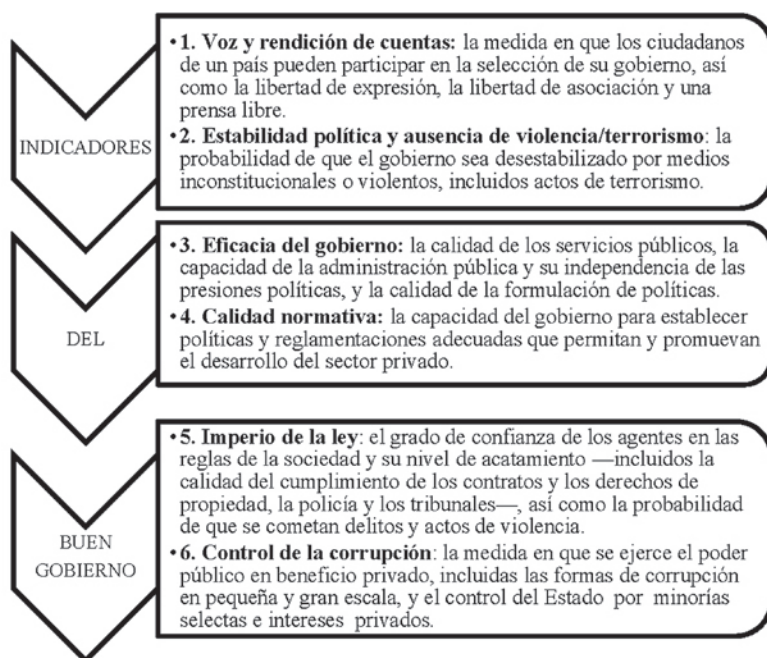 • 1. Voz y rendición de cuentas: la medida en que los ciudadanos
de un país pueden participar en la selección de su gobierno, así
como la libertad de expresión, la libertad de asociación y una
prensa libre.
INDICADORES
• 2. Estabilidad política y ausencia de violencia/terrorismo: la
probabilidad de que el gobierno sea desestabilizado por medios
inconstitucionales o violentos, incluidos actos de terrorismo.
• 3. Eficacia del gobierno: la calidad de los servicios públicos, la
capacidad de la administración pública y su independencia de las
presiones políticas, y la calidad de la formulación de políticas.
DEL
• 4. Calidad normativa: la capacidad del gobierno para establecer
políticas y reglamentaciones adecuadas que permitan y promuevan
el desarrollo del sector privado.
• 5. Imperio de la ley: el grado de confianza de los agentes en las
reglas de la sociedad y su nivel de acatamiento —incluidos la
calidad del cumplimiento de los contratos y los derechos de
propiedad, la policía y los tribunales—, así como la probabilidad
de que se cometan delitos y actos de violencia.
BUEN
GOBIERNO
• 6. Control de la corrupción: la medida en que se ejerce el poder
público en beneficio privado, incluidas las formas de corrupción
en pequeña y gran escala, y el control del Estado por minorías
selectas e intereses privados.